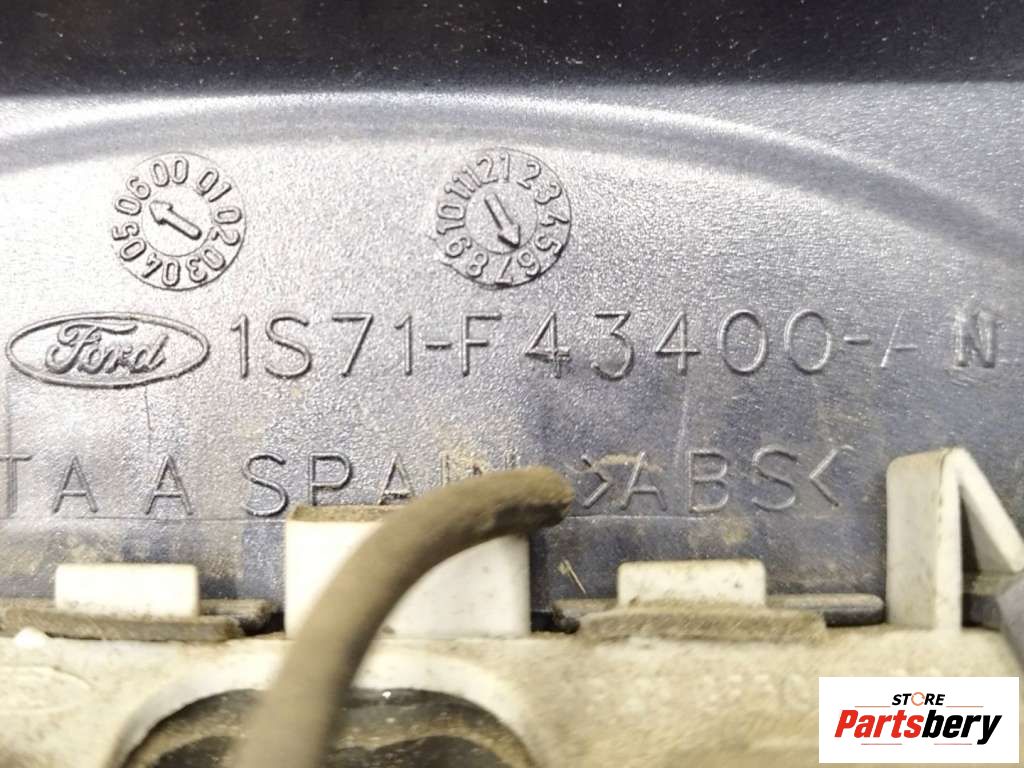 00 01 02 03 04 05 06
1 2 3 4 5 6 7 8 9 10 11 12
Ford 1S71-F43400-AN
TA A SPAIN >ABS<
STORE
Partsbery